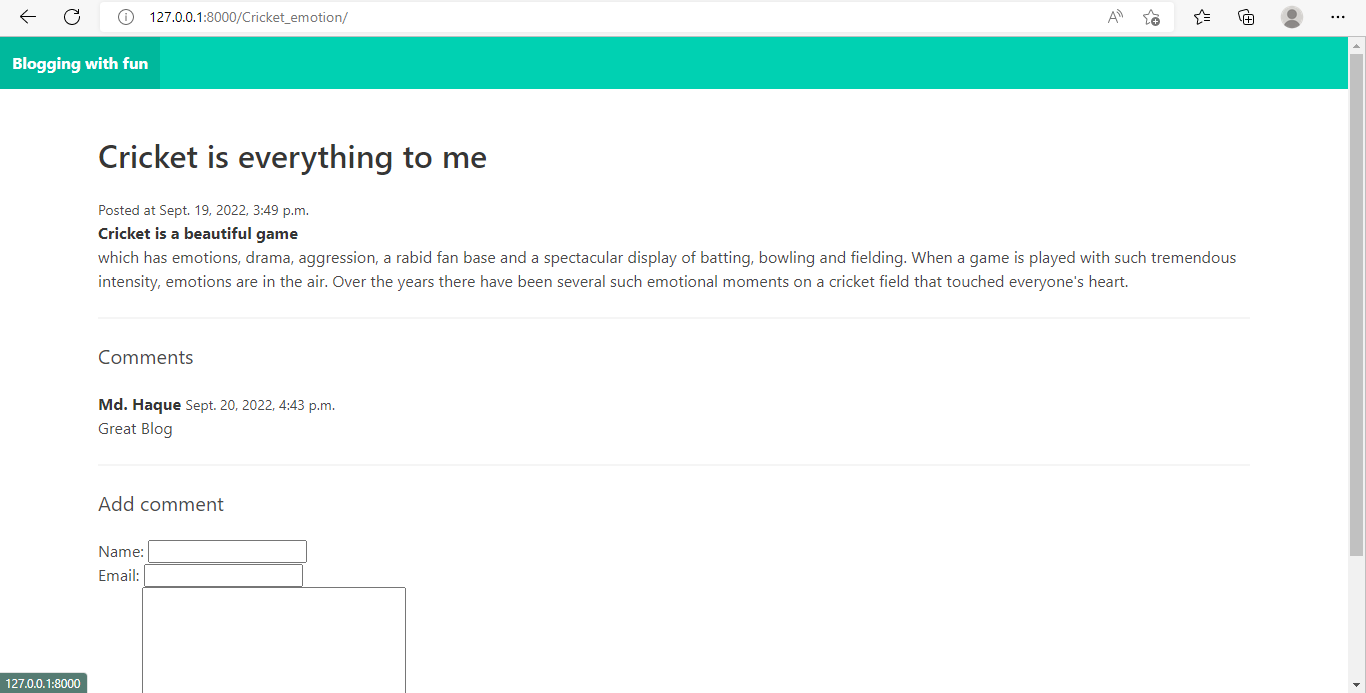 127.0.0.1:8000/Cricket_emotion/
Blogging with fun
Cricket is everything to me
Posted at Sept. 19, 2022, 3:49 p.m.
Cricket is a beautiful game
which has emotions, drama, aggression, a rabid fan base and a spectacular display of batting, bowling and fielding. When a game is played with such tremendous
intensity, emotions are in the air. Over the years there have been several such emotional moments on a cricket field that touched everyone's heart.
Comments
Md. Haque Sept. 20, 2022, 4:43 p.m.
Great Blog
Add comment
Name:
Email:
127.0.0.1:8000